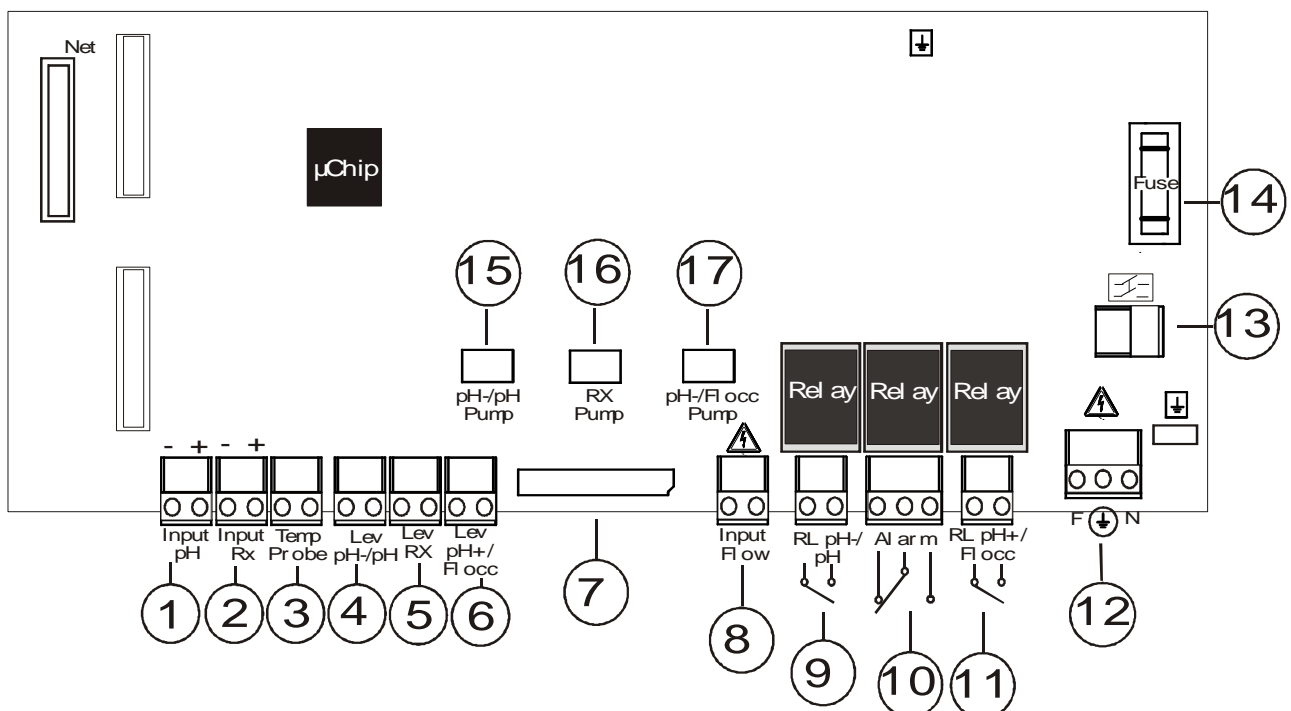 Net
µChip
Fuse
14
15
16
17
13
pH-/pH
Pump
RX
Pump
pH-/Flocc
Pump
Relay
Relay
Relay
- +
- +
Input
pH
Input
Rx
Temp
Probe
Lev
pH-/pH
Lev
RX
Lev
pH+/
Flocc
Input
Flow
RL pH-/
pH
Alarm
RL pH+/
Flocc
F N
1
2
3
4
5
6
7
8
9
10
11
12